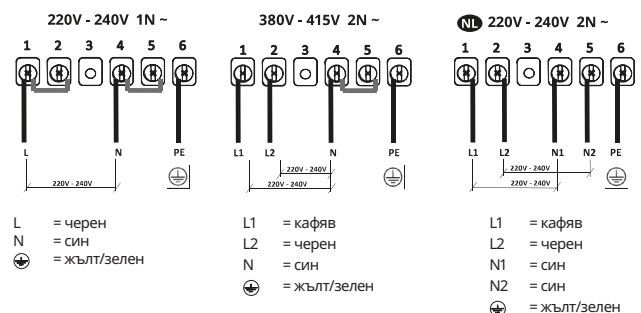 220V - 240V 1N ~
1 2 3 4 5 6
L N PE
220V - 240V
L = черен
N = син
= жълт/зелен
380V - 415V 2N ~
1 2 3 4 5 6
L1 L2 N PE
220V - 240V
220V - 240V
L1 = кафяв
L2 = черен
N = син
= жълт/зелен
NL 220V - 240V 2N ~
1 2 3 4 5 6
L1 L2 N1 N2 PE
220V - 240V
220V - 240V
L1 = кафяв
L2 = черен
N1 = син
N2 = син
= жълт/зелен